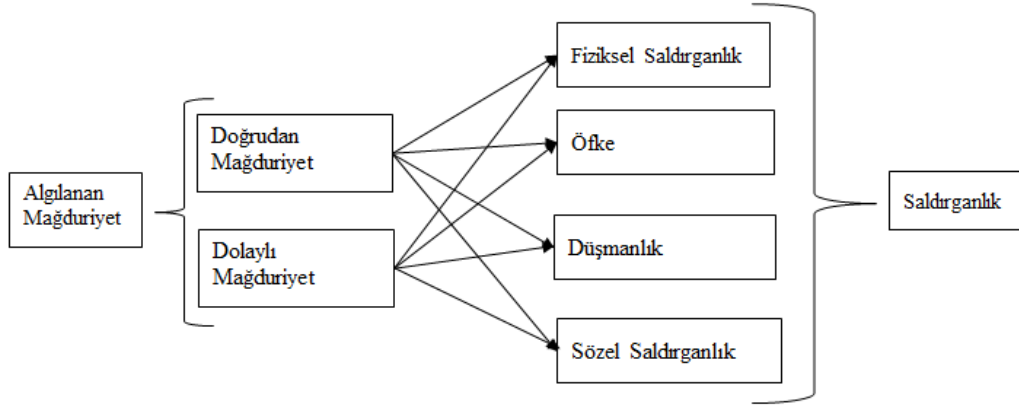 Algılanan
Mağduriyet
Doğrudan
Mağduriyet
Dolaylı
Mağduriyet
Fiziksel Saldırganlık
Öfke
Düşmanlık
Sözel Saldırganlık
Saldırganlık